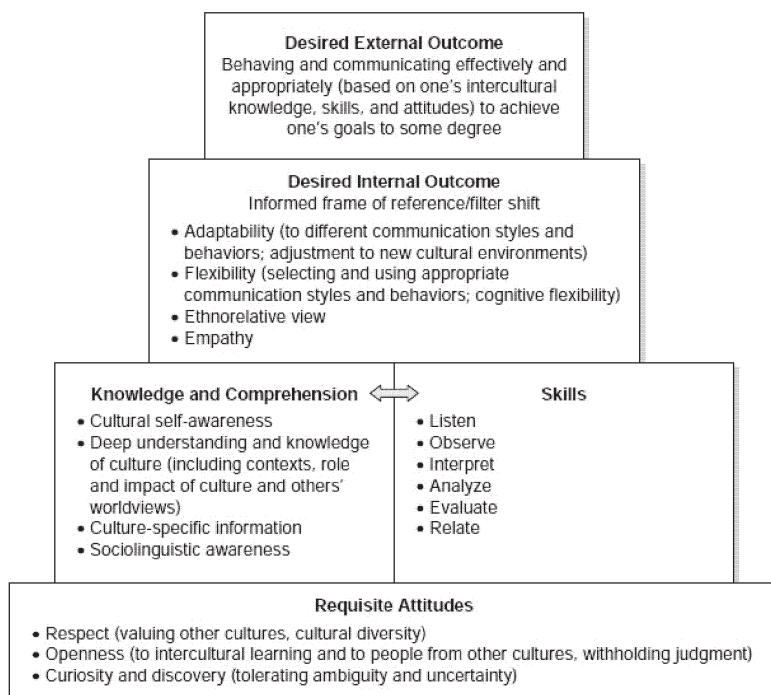 Desired External Outcome
Behaving and communicating effectively and
appropriately (based on one's intercultural
knowledge, skills, and attitudes) to achieve
one's goals to some degree
Desired Internal Outcome
Informed frame of reference/filter shift
• Adaptability (to different communication styles and
behaviors; adjustment to new cultural environments)
• Flexibility (selecting and using appropriate
communication styles and behaviors; cognitive flexibility)
• Ethnorelative view
• Empathy
Knowledge and Comprehension
• Cultural self-awareness
• Deep understanding and knowledge
of culture (including contexts, role
and impact of culture and others'
worldviews)
• Culture-specific information
• Sociolinguistic awareness
Skills
• Listen
• Observe
• Interpret
• Analyze
• Evaluate
• Relate
Requisite Attitudes
• Respect (valuing other cultures, cultural diversity)
• Openness (to intercultural learning and to people from other cultures, withholding judgment)
• Curiosity and discovery (tolerating ambiguity and uncertainty)